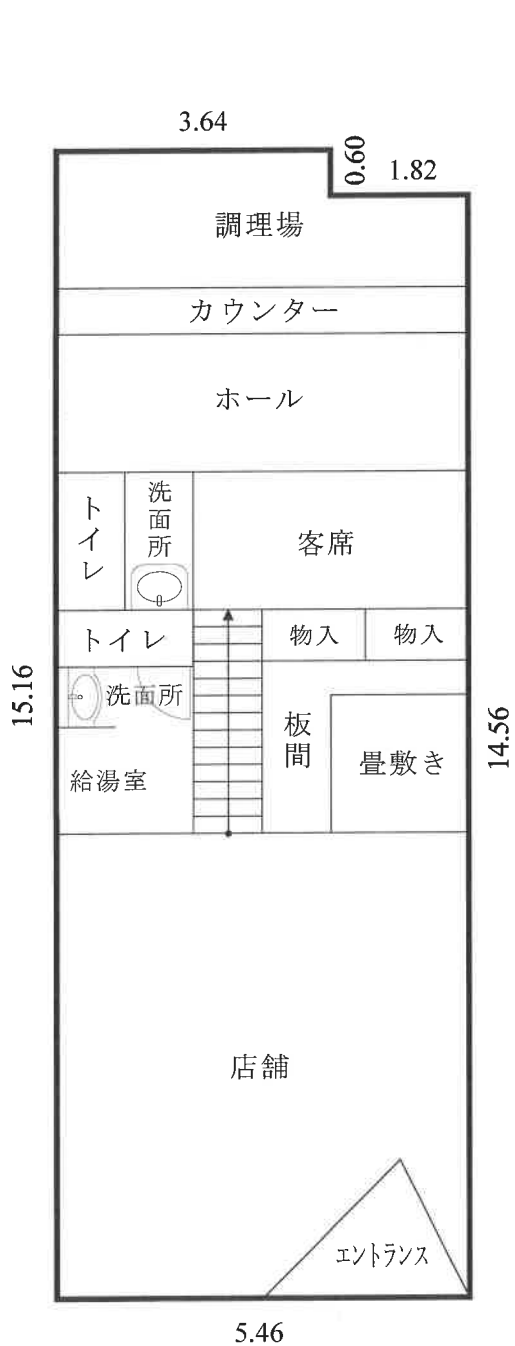 3.64
0.60
1.82
調理場
カウンター
ホール
トイレ
洗面所
客席
トイレ
物入
物入
15.16
洗面所
板間
14.56
畳敷き
給湯室
店舗
エントランス
5.46